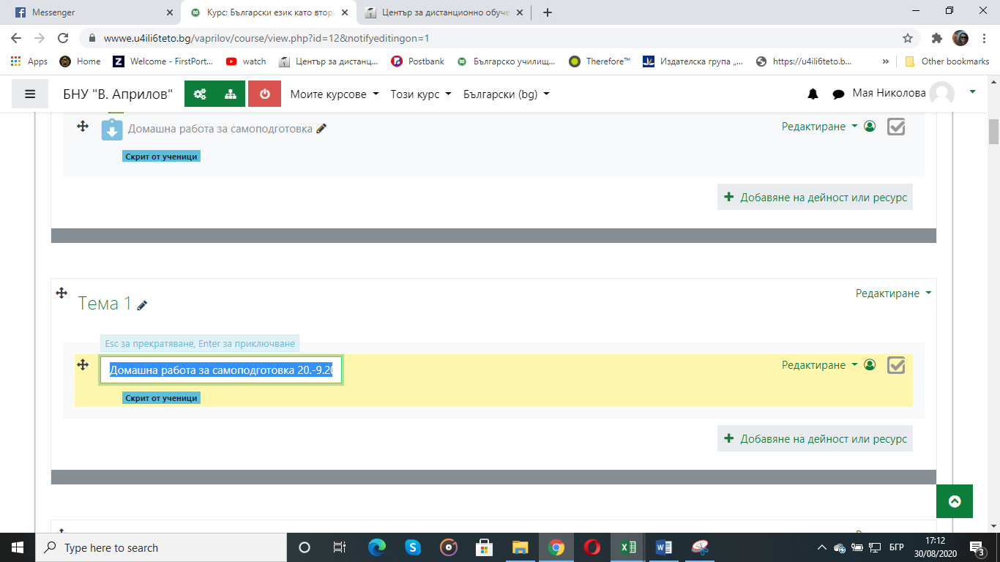 Messenger
Курс: Български език като втори
Център за дистанционно обуче
wwwe.u4ili6teto.bg/vaprilov/course/view.php?id=12&notifyeditingon=1
Apps
Home
Welcome - FirstPort...
watch
Център за дистанц...
Postbank
Българско училищ...
Therefore™
Издателска група „...
https://u4ili6teto.b...
»
Other bookmarks
БНУ "В. Априлов"
Моите курсове
Този курс
Български (bg)
Мая Николова
Домашна работа за самоподготовка
Редактиране
Скрит от ученици
Добавяне на дейност или ресурс
Тема 1
Редактиране
Esc за прекратяване, Enter за приключване
Домашна работа за самоподготовка 20.-9.20
Редактиране
Скрит от ученици
Добавяне на дейност или ресурс
Type here to search
БГР
17:12
30/08/2020
3